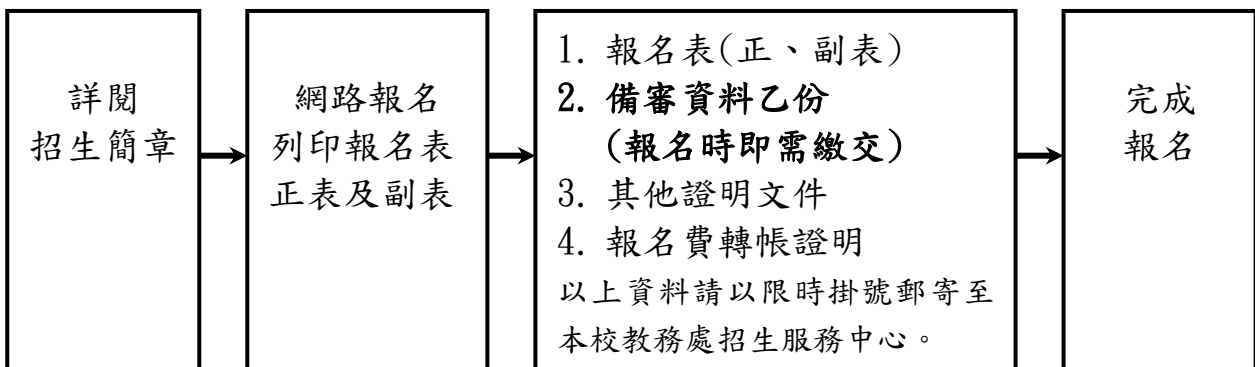 詳閱
招生簡章
網路報名
列印報名表
正表及副表
1. 報名表(正、副表)
2. 備審資料乙份
(報名時即需繳交)
3. 其他證明文件
4. 報名費轉帳證明
以上資料請以限時掛號郵寄至
本校教務處招生服務中心。
完成
報名